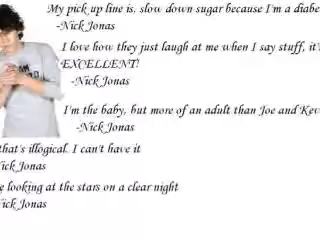 My pick up line is, slow down sugar because I'm a diabe
-Nick Jonas
I love how they just laugh at me when I say stuff, it'
EXCELLENT!
-Nick Jonas
I'm the baby, but more of an adult than Joe and Kev
-Nick Jonas
that's illogical. I can't have it
Nick Jonas
e looking at the stars on a clear night
Nick Jonas